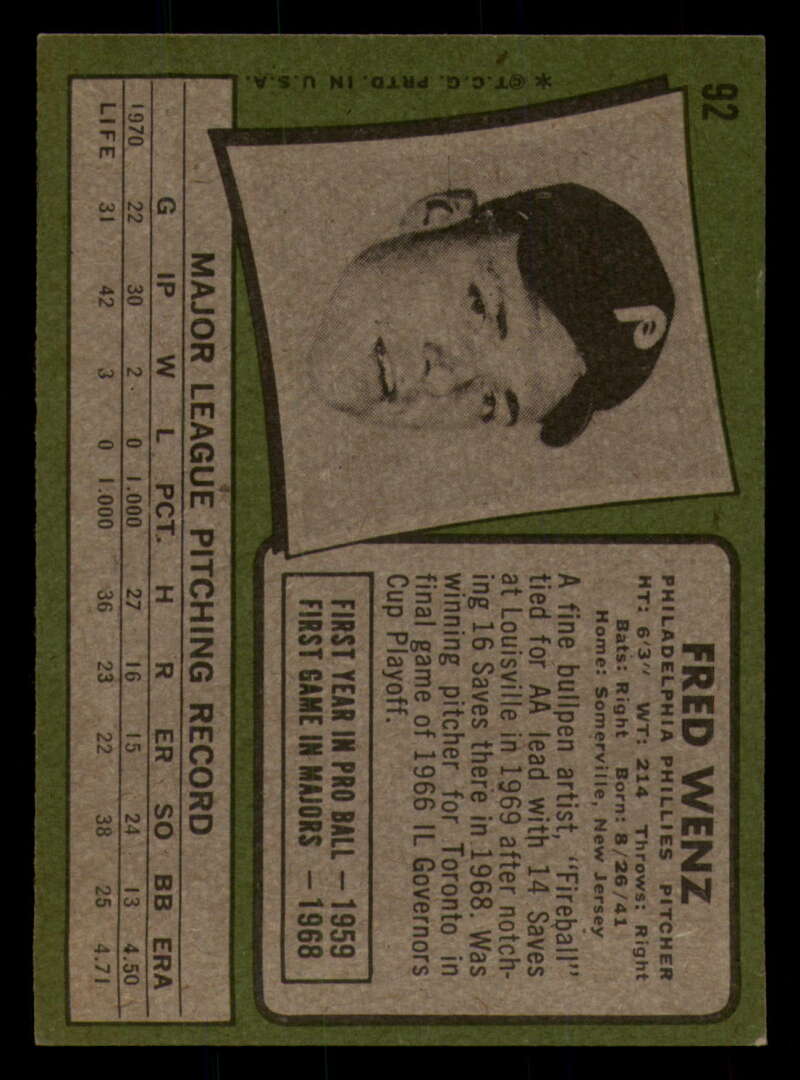 92
FRED WENZ
PHILADELPHIA PHILLIES PITCHER
HT: 6'3" WT: 214 Throws: Right
Bats: Right Born: 8/26/41
Home: Somerville, New Jersey
A fine bullpen artist, "Fireball"
tied for AA lead with 14 Saves
at Louisville in 1969 after notch-
ing 16 Saves there in 1968. Was
winning pitcher for Toronto in
final game of 1966 IL Governors
Cup Playoff.
FIRST YEAR IN PRO BALL — 1959
FIRST GAME IN MAJORS — 1968
P
*©T.C.G. PRTD. IN U.S.A.
MAJOR LEAGUE PITCHING RECORD
G IP W L PCT. H R ER SO BB ERA
1970 22 30 2 0 1.000 27 16 15 24 13 4.50
LIFE 31 42 3 0 1.000 36 23 22 38 25 4.71